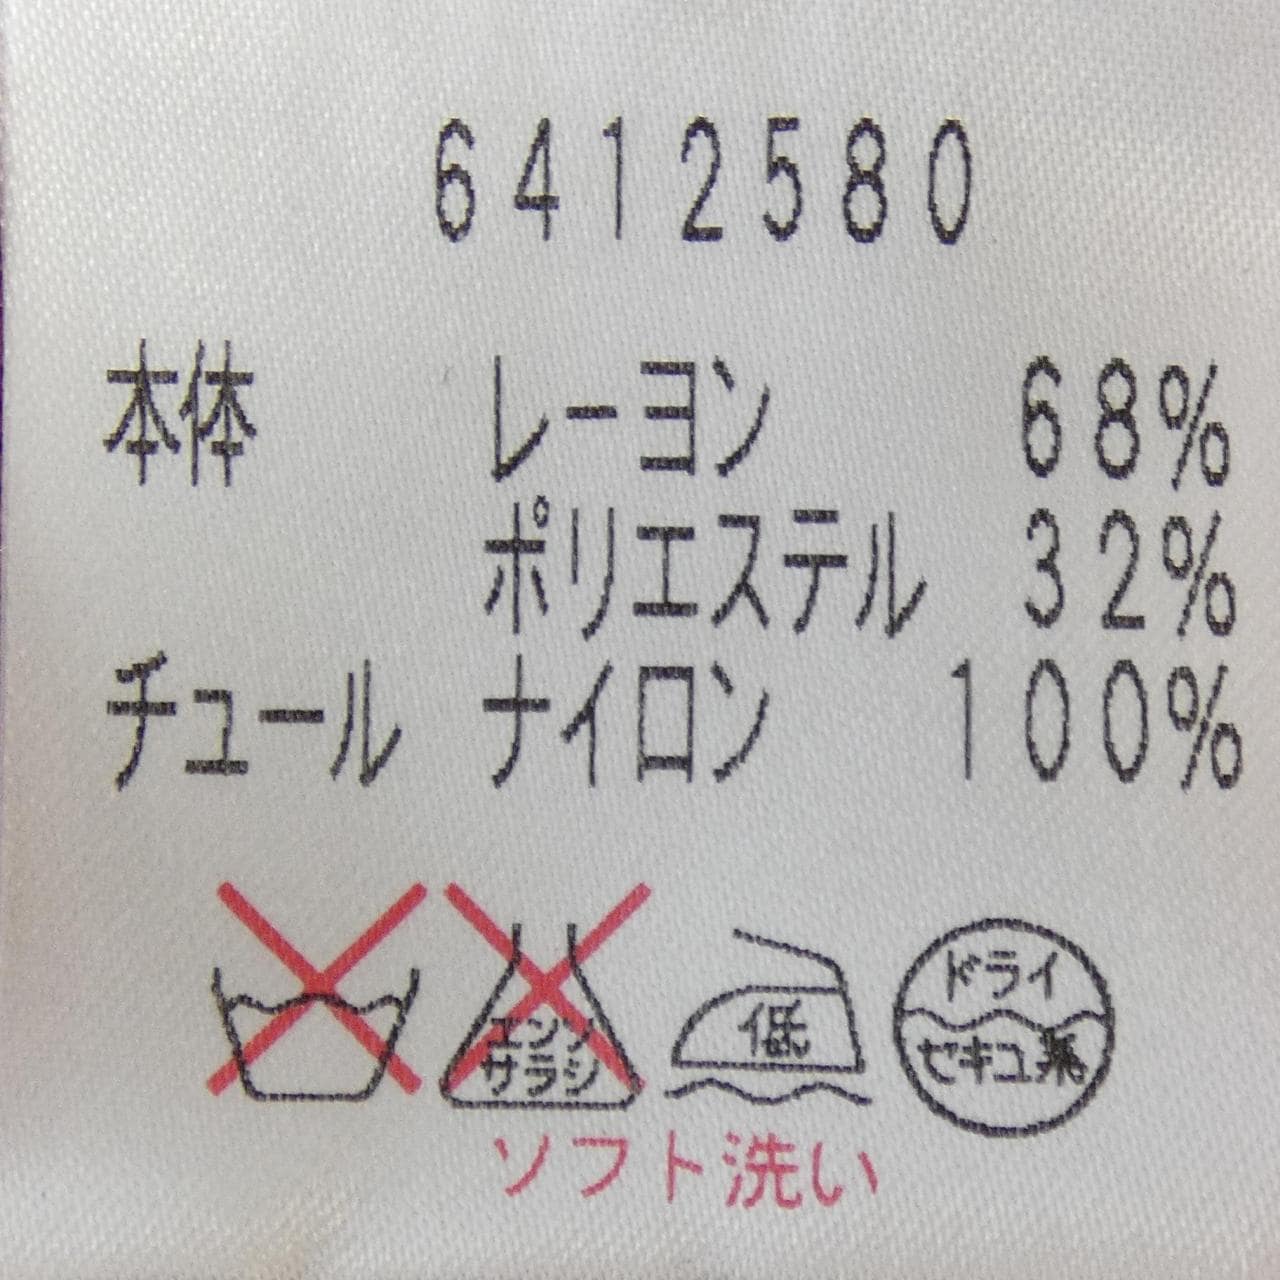 6412580
本体 レーヨン 68%
ポリエステル 32%
チュール ナイロン 100%
エンソ
サラシ
低
ドライ
セキユ系
ソフト洗い